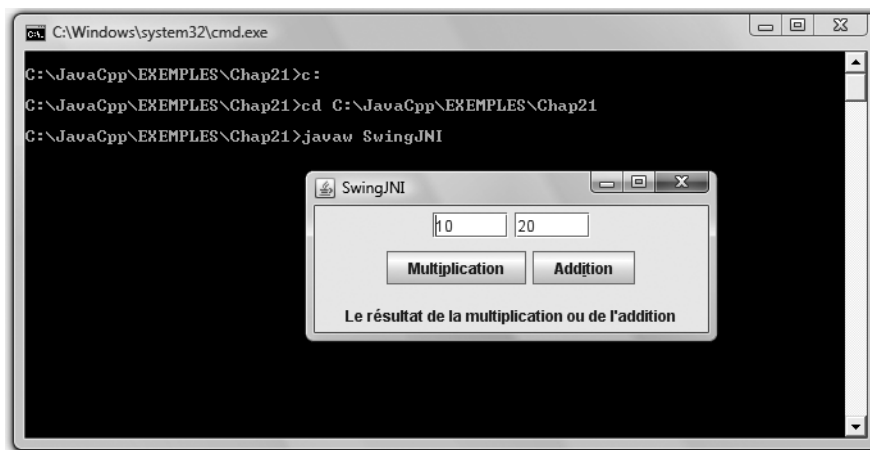 C:\Windows\system32\cmd.exe
C:\JavaCpp\EXEMPLES\Chap21>c:
C:\JavaCpp\EXEMPLES\Chap21>cd C:\JavaCpp\EXEMPLES\Chap21
C:\JavaCpp\EXEMPLES\Chap21>javaw SwingJNI
SwingJNI
10 20
Multiplication Addition
Le résultat de la multiplication ou de l'addition